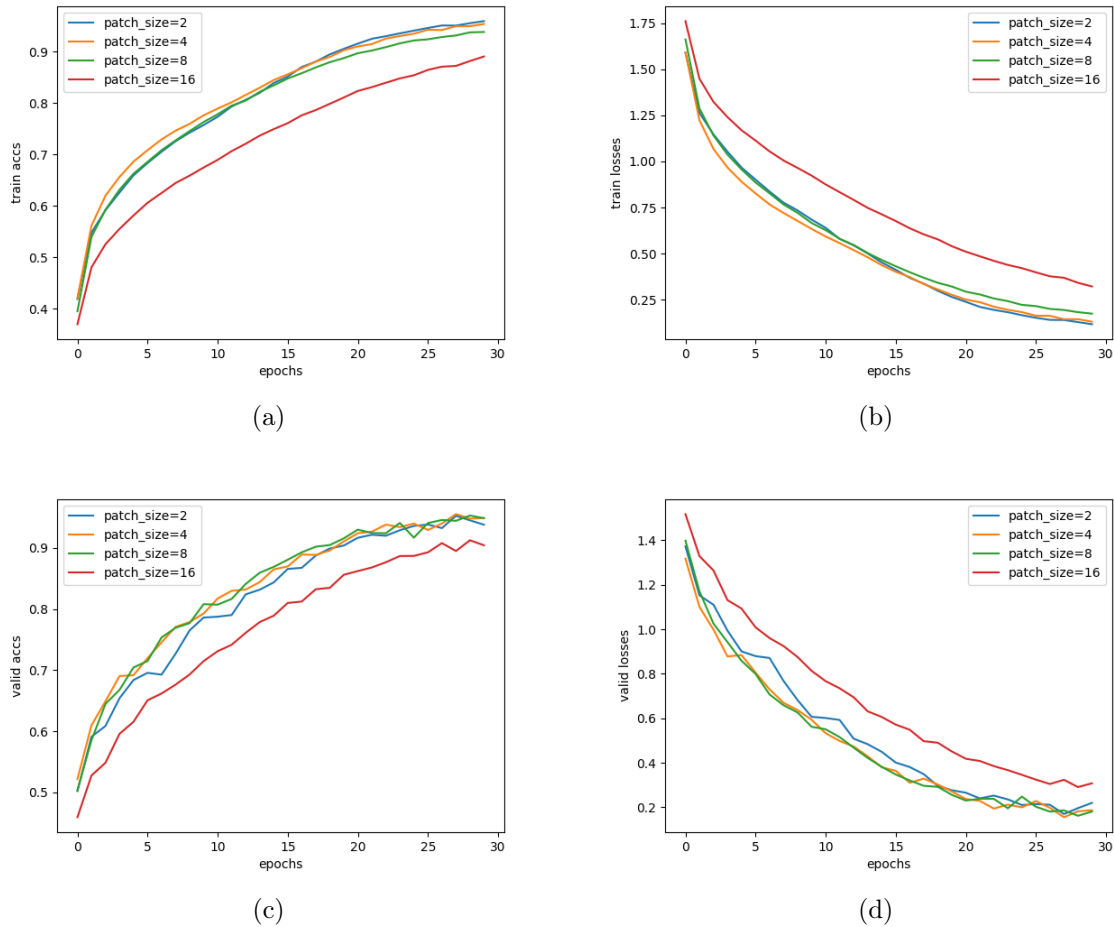 patch_size=2
patch_size=4
patch_size=8
patch_size=16
train accs
0.9
0.8
0.7
0.6
0.5
0.4
0 5 10 15 20 25 30
epochs
(a)
patch_size=2
patch_size=4
patch_size=8
patch_size=16
train losses
1.75
1.50
1.25
1.00
0.75
0.50
0.25
0 5 10 15 20 25 30
epochs
(b)
patch_size=2
patch_size=4
patch_size=8
patch_size=16
valid accs
0.9
0.8
0.7
0.6
0.5
0 5 10 15 20 25 30
epochs
(c)
patch_size=2
patch_size=4
patch_size=8
patch_size=16
valid losses
1.4
1.2
1.0
0.8
0.6
0.4
0.2
0 5 10 15 20 25 30
epochs
(d)